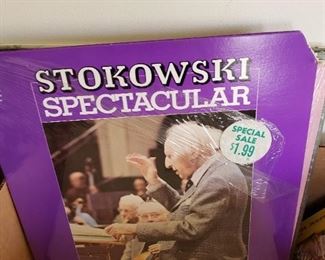 STOKOWSKI
SPECTACULAR
SPECIAL
SALE
$1.99